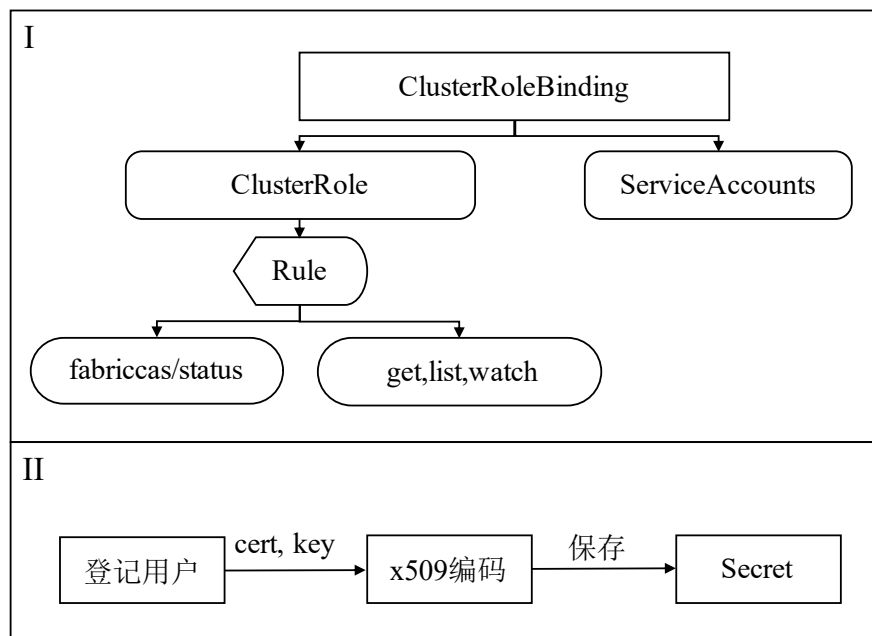 I
ClusterRoleBinding
ClusterRole
ServiceAccounts
Rule
fabriccas/status
get,list,watch
II
登记用户
cert, key
x509编码
保存
Secret